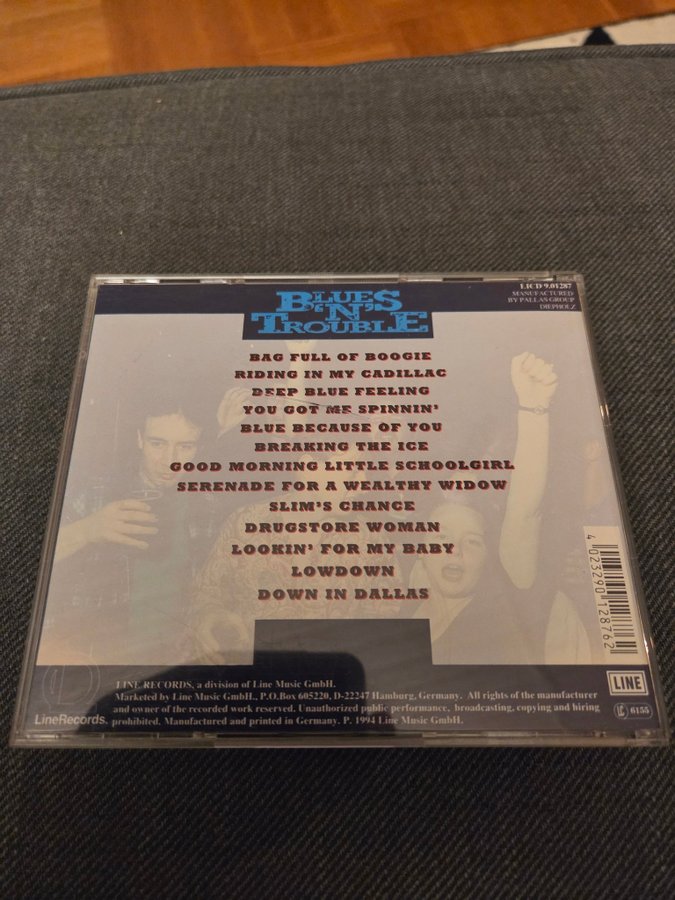 BLUES
'N'
TROUBLE
LICD 9.01287
MANUFACTURED
BY PALLAS GROUP
DIEPHOLZ
BAG FULL OF BOOGIE
RIDING IN MY CADILLAC
DEEP BLUE FEELING
YOU GOT ME SPINNIN'
BLUE BECAUSE OF YOU
BREAKING THE ICE
GOOD MORNING LITTLE SCHOOLGIRL
SERENADE FOR A WEALTHY WIDOW
SLIM'S CHANCE
DRUGSTORE WOMAN
LOOKIN' FOR MY BABY
LOWDOWN
DOWN IN DALLAS
4 023290 128762
LINE RECORDS, a division of Line Music GmbH.
Marketed by Line Music GmbH., P.O.Box 605220, D-22247 Hamburg, Germany. All rights of the manufacturer
and owner of the recorded work reserved. Unauthorized public performance, broadcasting, copying and hiring
prohibited. Manufactured and printed in Germany. P. 1994 Line Music GmbH.
LineRecords.
LINE
LC 6155